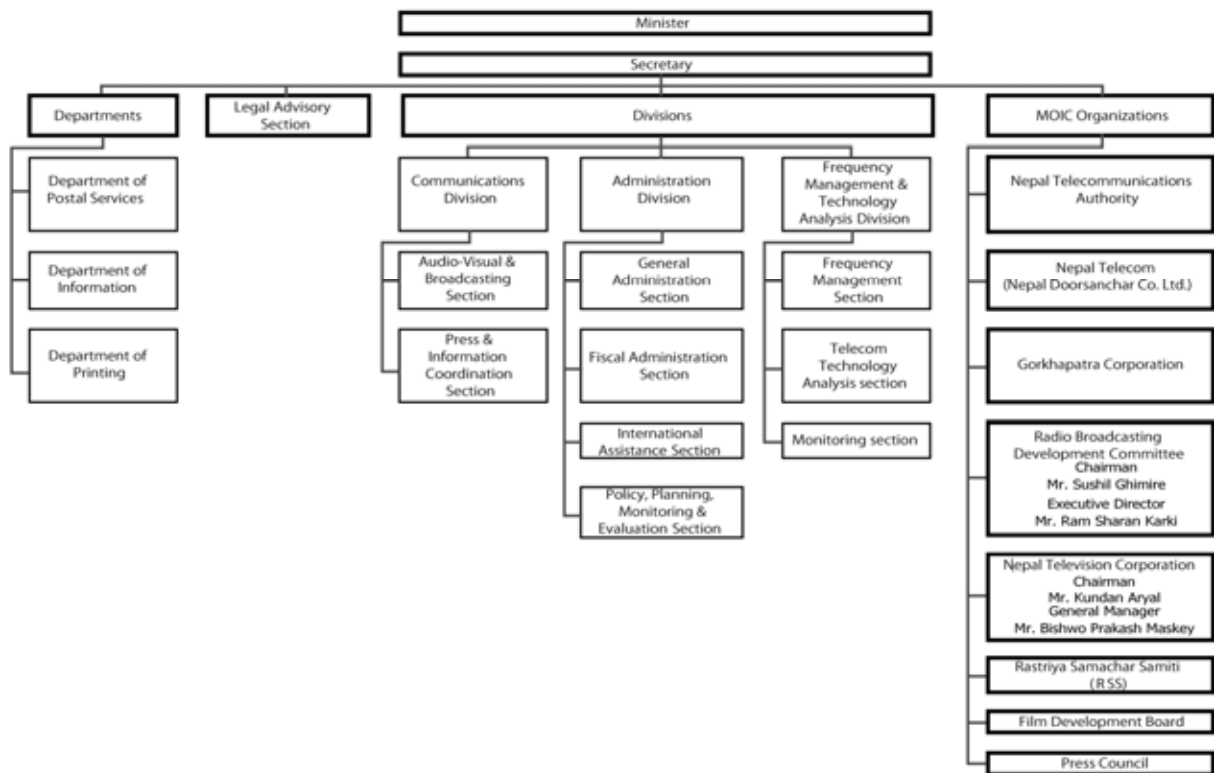 Minister
Secretary
Departments
Legal Advisory
Section
Divisions
MOIC Organizations
Department of
Postal Services
Department of
Information
Department of
Printing
Communications
Division
Audio-Visual &
Broadcasting
Section
Press &
Information
Coordination
Section
Administration
Division
General
Administration
Section
Fiscal Administration
Section
International
Assistance Section
Policy, Planning,
Monitoring &
Evaluation Section
Frequency
Management &
Technology
Analysis Division
Frequency
Management
Section
Telecom
Technology
Analysis section
Monitoring section
Nepal Telecommunications
Authority
Nepal Telecom
(Nepal Doorsanchar Co. Ltd.)
Gorkhapatra Corporation
Radio Broadcasting
Development Committee
Chairman
Mr. Sushil Ghimire
Executive Director
Mr. Ram Sharan Karki
Nepal Television Corporation
Chairman
Mr. Kundan Aryal
General Manager
Mr. Bishwo Prakash Maskey
Rastriya Samachar Samiti
(RSS)
Film Development Board
Press Council